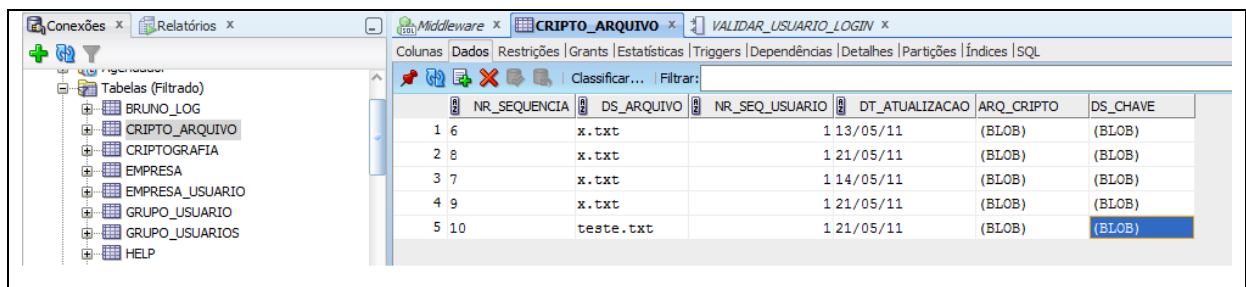 Conexões x Relatórios x
Agendador
Tabelas (Filtrado)
BRUNO_LOG
CRIPTO_ARQUIVO
CRIPTOGRAFIA
EMPRESA
EMPRESA_USUARIO
GRUPO_USUARIO
GRUPO_USUARIOS
HELP
Middleware x CRIPTO_ARQUIVO x VALIDAR_USUARIO_LOGIN x
Colunas Dados Restrições |Grants |Estatísticas |Triggers |Dependências |Detalhes |Partições |Índices |SQL
Classificar... Filtrar:
NR_SEQUENCIA DS_ARQUIVO NR_SEQ_USUARIO DT_ATUALIZACAO ARQ_CRIPTO DS_CHAVE
1 6 x.txt 1 13/05/11 (BLOB) (BLOB)
2 8 x.txt 1 21/05/11 (BLOB) (BLOB)
3 7 x.txt 1 14/05/11 (BLOB) (BLOB)
4 9 x.txt 1 21/05/11 (BLOB) (BLOB)
5 10 teste.txt 1 21/05/11 (BLOB) (BLOB)